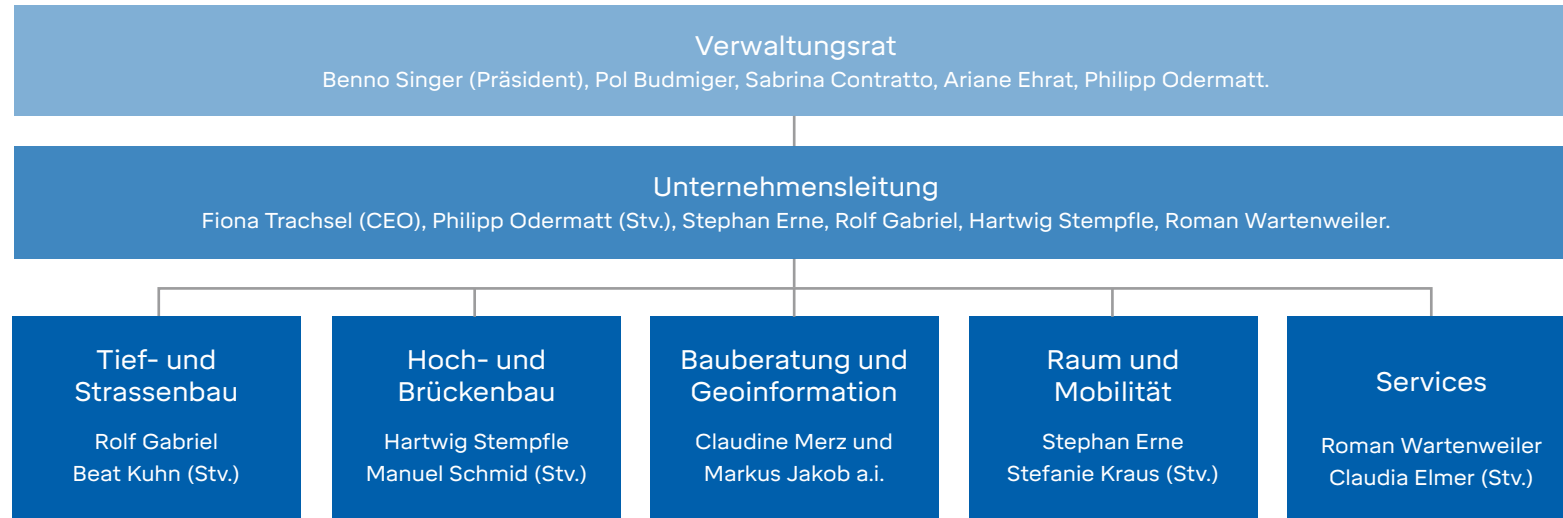 Verwaltungsrat
Benno Singer (Präsident), Pol Budmiger, Sabrina Contratto, Ariane Ehrat, Philipp Odermatt.
Unternehmensleitung
Fiona Trachsel (CEO), Philipp Odermatt (Stv.), Stephan Erne, Rolf Gabriel, Hartwig Stempfle, Roman Wartenweiler.
Tief- und
Strassenbau
Rolf Gabriel
Beat Kuhn (Stv.)
Hoch- und
Brückenbau
Hartwig Stempfle
Manuel Schmid (Stv.)
Bauberatung und
Geoinformation
Claudine Merz und
Markus Jakob a.i.
Raum und
Mobilität
Stephan Erne
Stefanie Kraus (Stv.)
Services
Roman Wartenweiler
Claudia Elmer (Stv.)